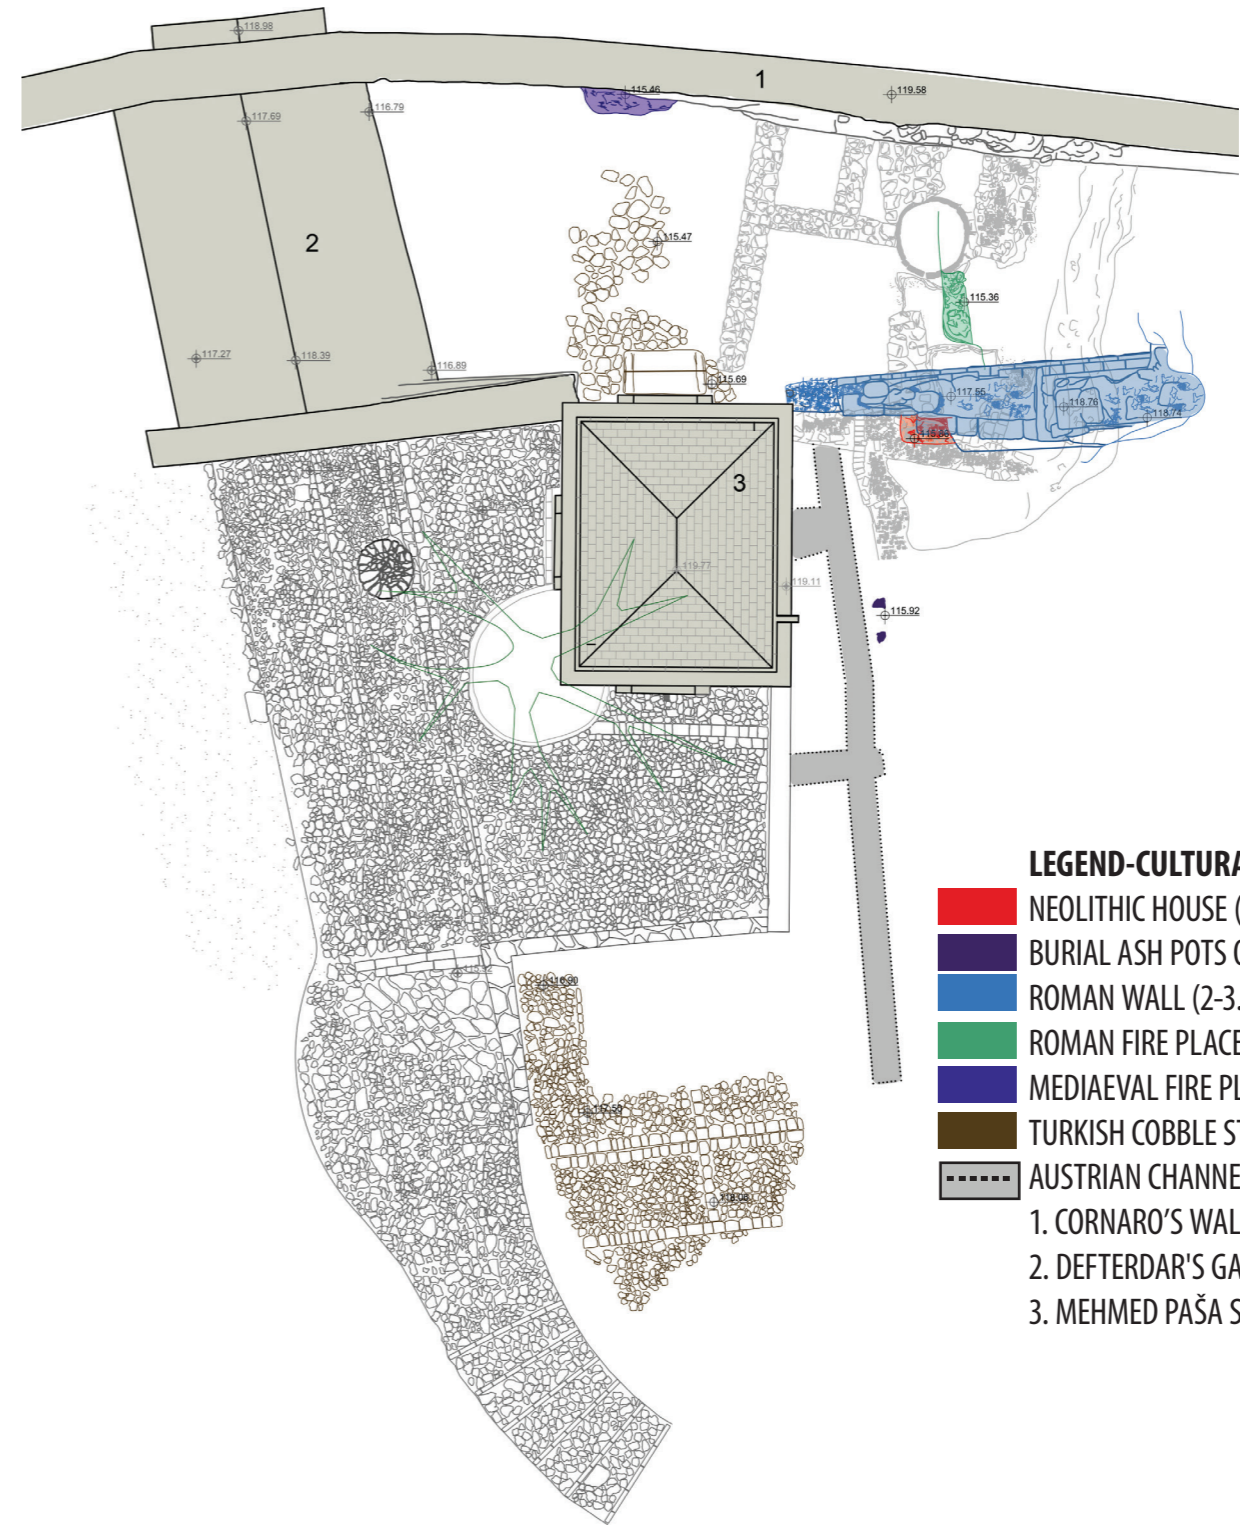 118.98
1
115.46
119.58
116.79
117.69
2
115.47
115.36
117.27
118.39
116.89
115.69
117.55
118.76
118.74
3
119.77
119.11
115.92
LEGEND-CULTURA
NEOLITHIC HOUSE (
BURIAL ASH POTS
ROMAN WALL (2-3.
ROMAN FIRE PLACE
MEDIAEVAL FIRE PL
TURKISH COBBLE ST
AUSTRIAN CHANNE
1. CORNARO'S WAL
2. DEFTERDAR'S GA
3. MEHMED PAŠA S
115.92